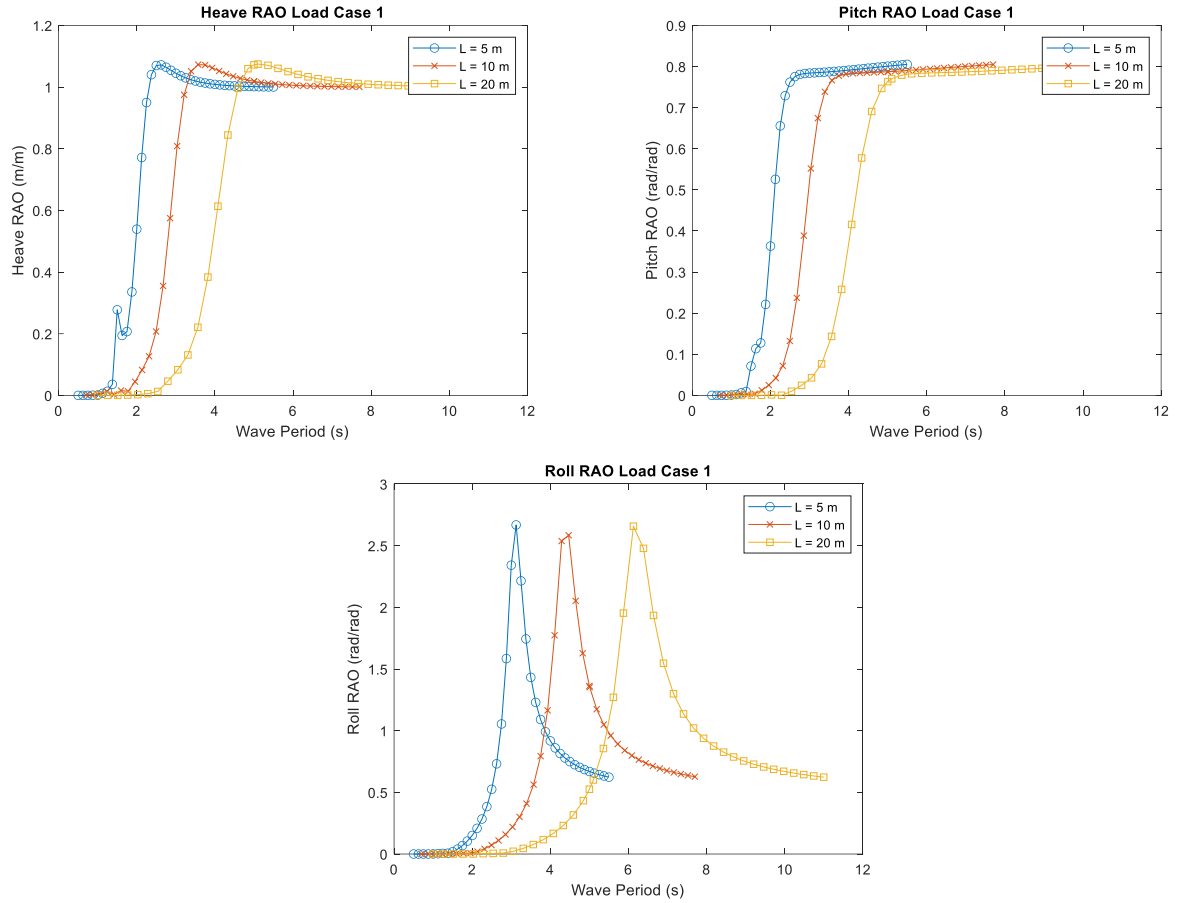 Heave RAO Load Case 1
Heave RAO (m/m)
1.2
1
0.8
0.6
0.4
0.2
0
L = 5 m
L = 10 m
L = 20 m
0 2 4 6 8 10 12
Wave Period (s)
Pitch RAO Load Case 1
Pitch RAO (rad/rad)
0.9
0.8
0.7
0.6
0.5
0.4
0.3
0.2
0.1
0
L = 5 m
L = 10 m
L = 20 m
0 2 4 6 8 10 12
Wave Period (s)
Roll RAO Load Case 1
Roll RAO (rad/rad)
3
2.5
2
1.5
1
0.5
0
L = 5 m
L = 10 m
L = 20 m
0 2 4 6 8 10 12
Wave Period (s)